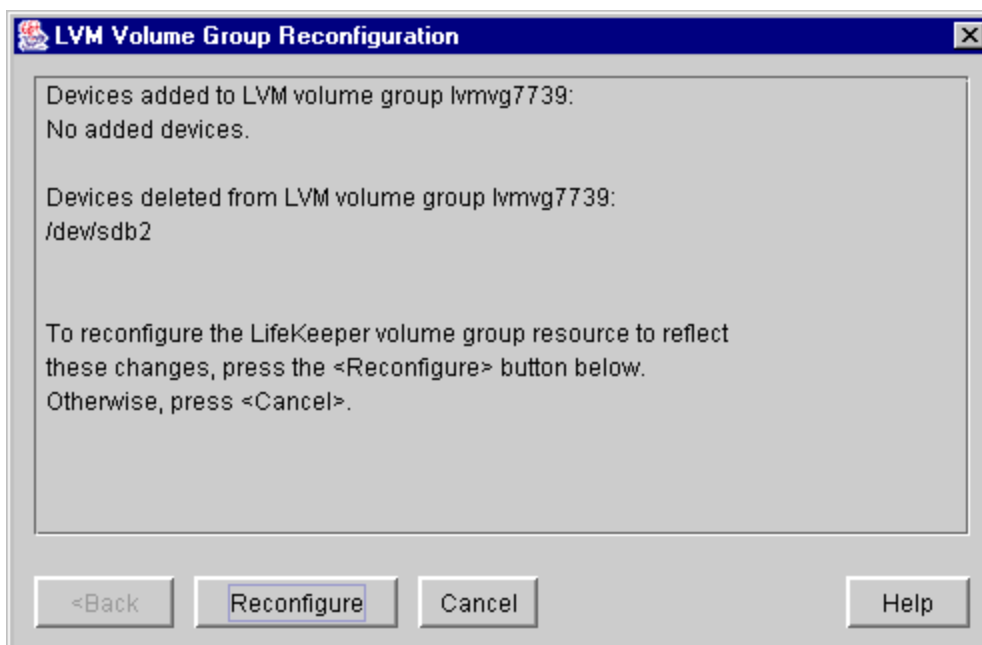 LVM Volume Group Reconfiguration
Devices added to LVM volume group lvmvg7739:
No added devices.
Devices deleted from LVM volume group lvmvg7739:
/dev/sdb2
To reconfigure the LifeKeeper volume group resource to reflect
these changes, press the <Reconfigure> button below.
Otherwise, press <Cancel>.
<Back
Reconfigure
Cancel
Help